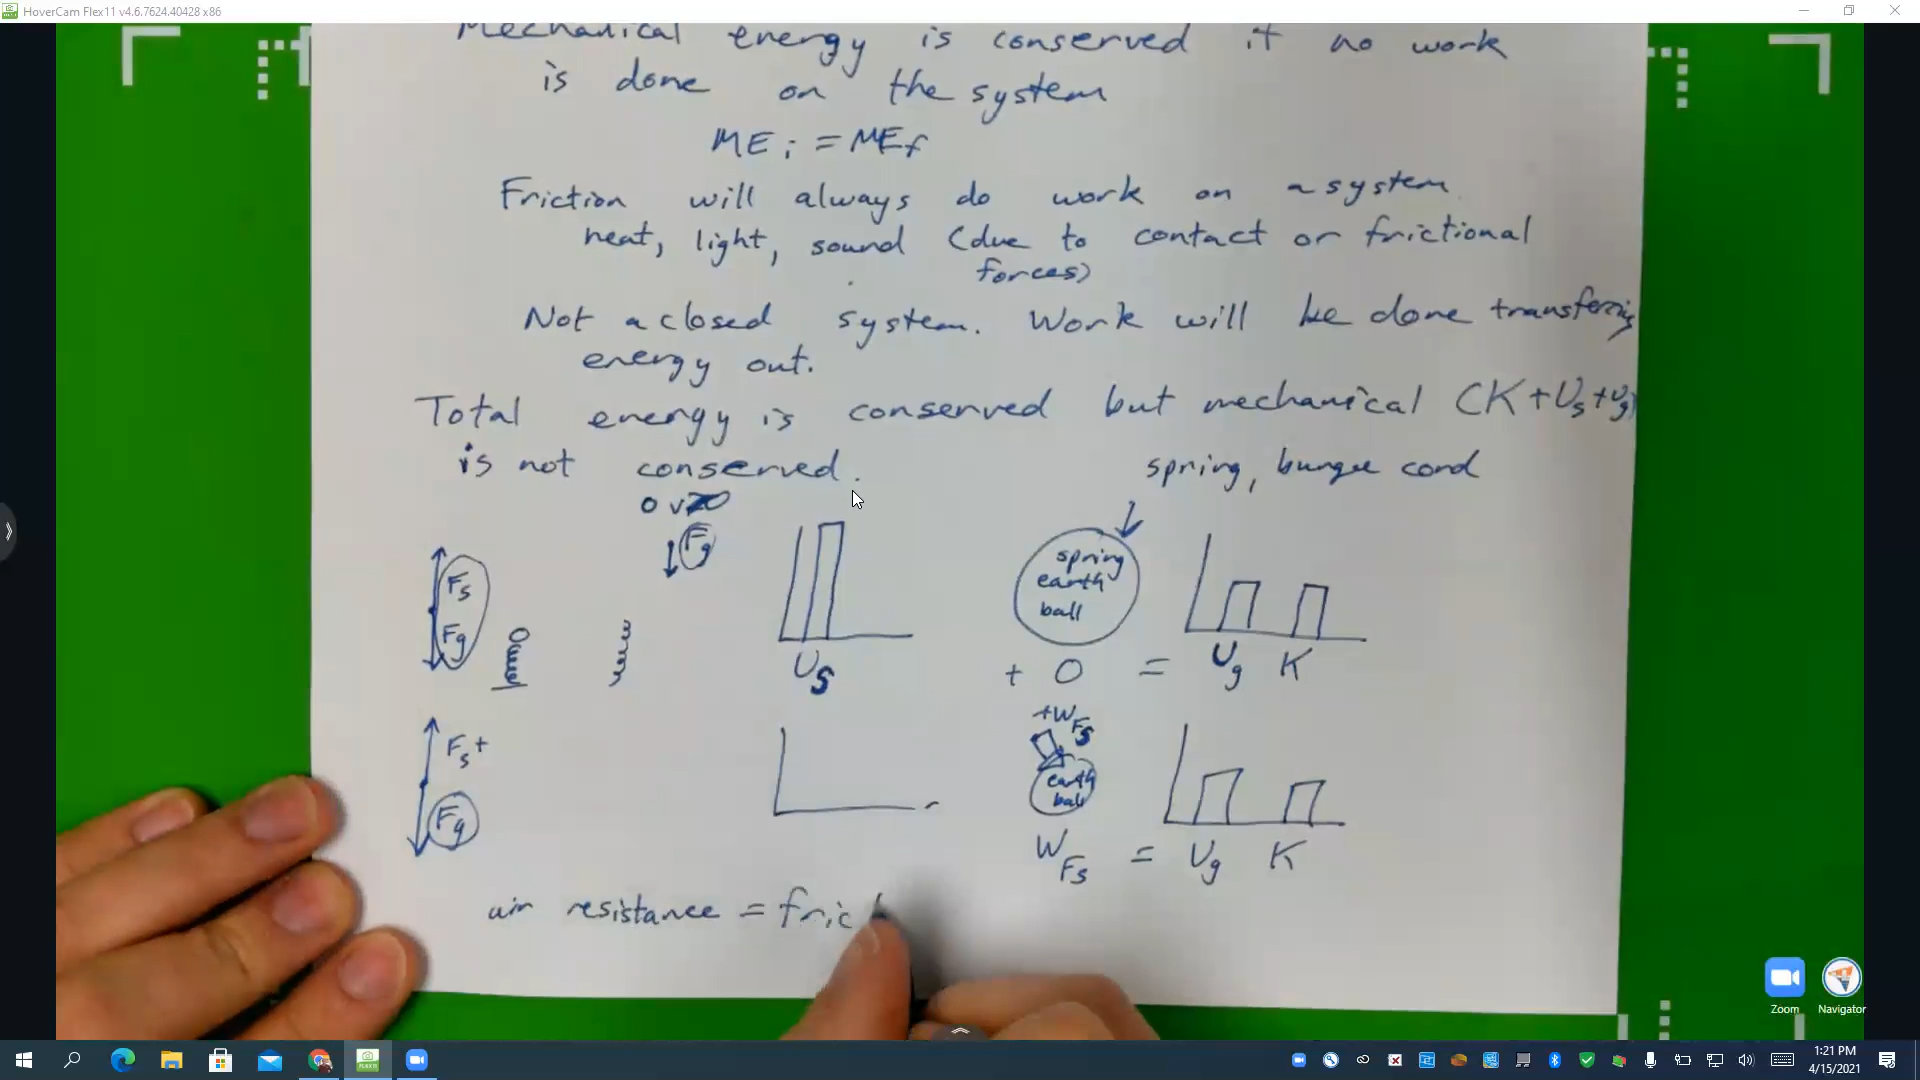 HoverCam Flex11 v4.6.7624.40428 x86
Mechanical energy is conserved if no work
is done on the system
MEi = MEf
Friction will always do work on a system
heat, light, sound (due to contact or frictional
forces)
Not a closed system. Work will be done transferring
energy out.
Total energy is conserved but mechanical (K+Us+Ug)
is not conserved.
spring, bungee cord
Fg
Fs
Fg
spring
earth
ball
Us + 0 = Ug K
+WFs
Fs+
Fg
earth
ball
WFs = Ug K
air resistance = fric
Zoom
Navigator
FLEX11
1:21 PM
4/15/2021